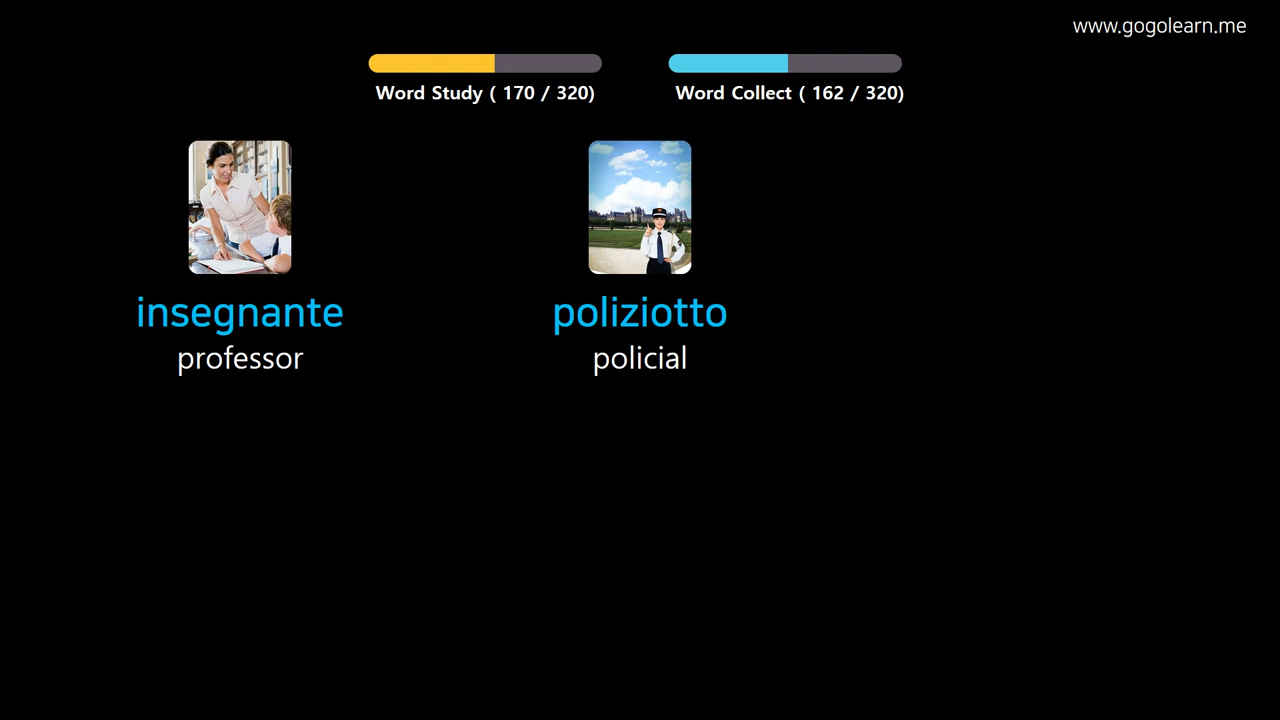 www.gogolearn.me
Word Study ( 170 / 320)
Word Collect ( 162 / 320)
insegnante
professor
poliziotto
policial